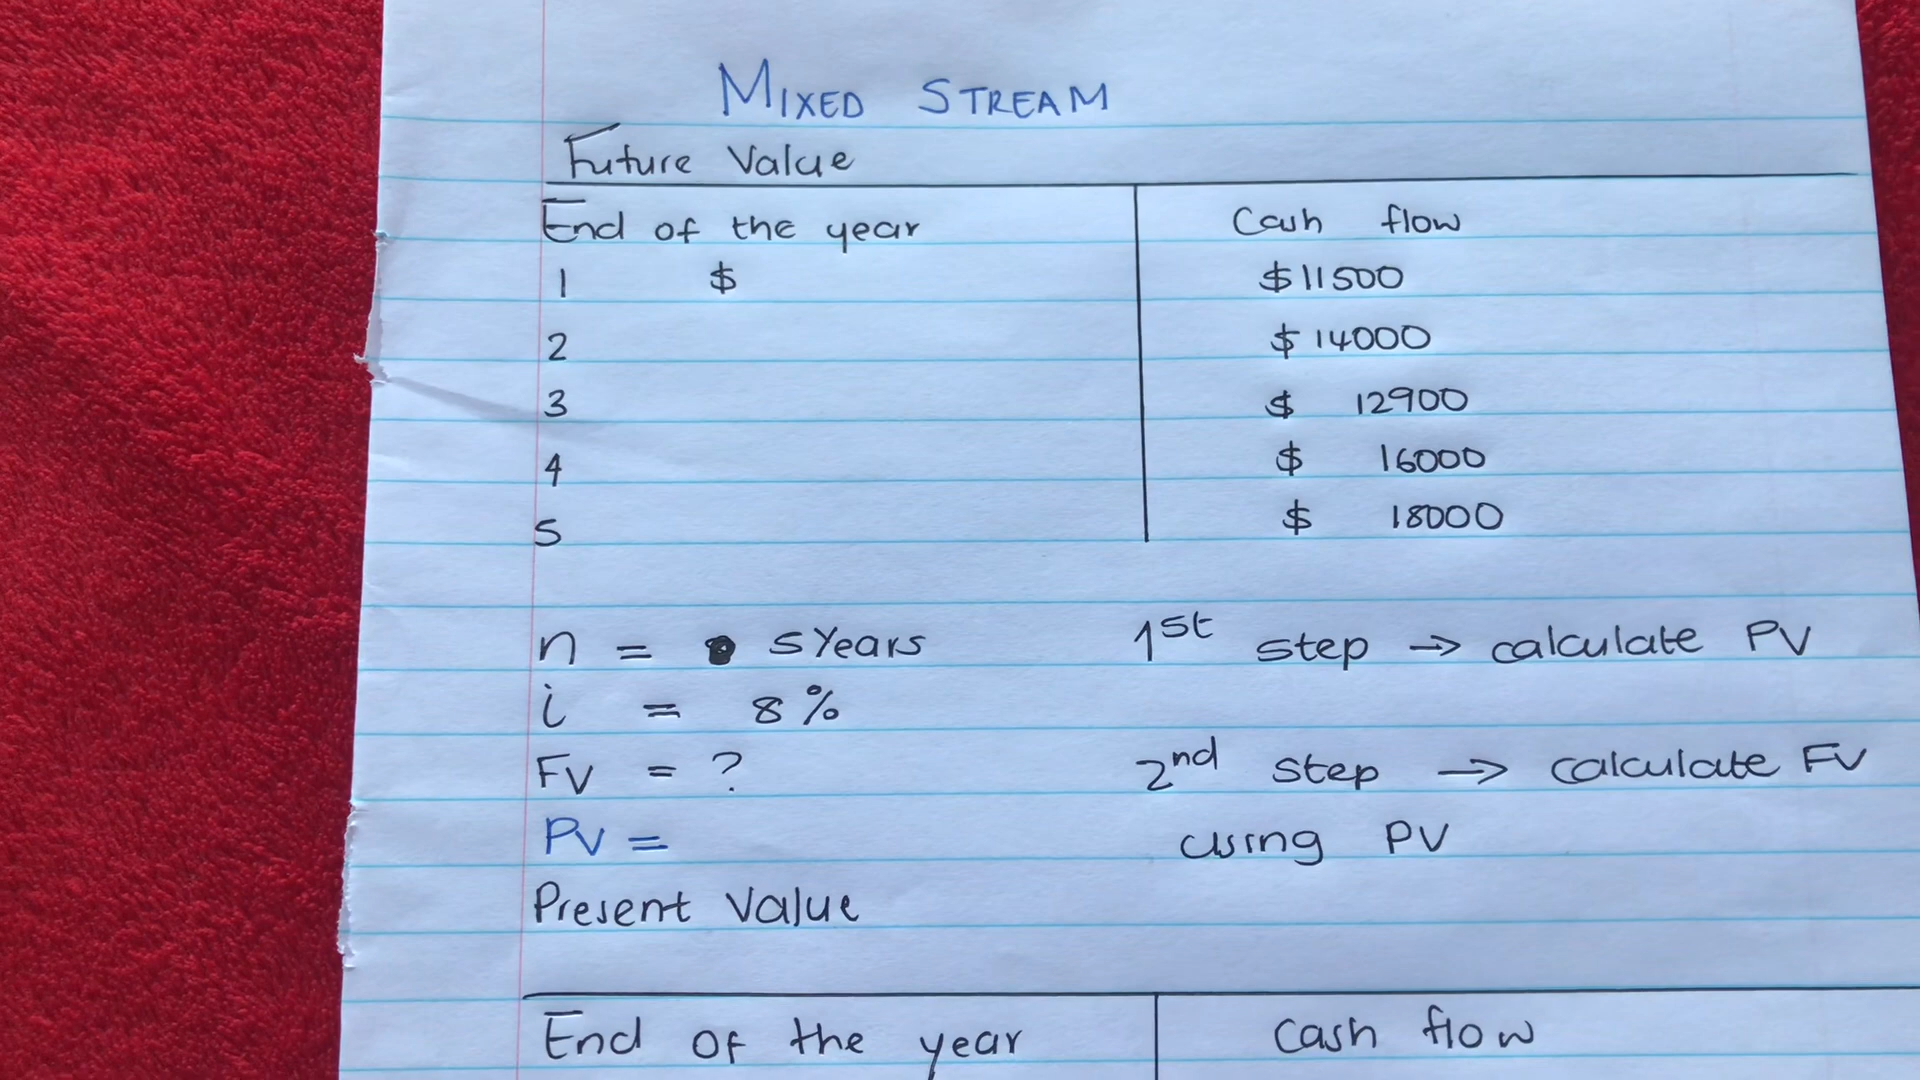 MIXED STREAM
Future Value
End of the year Cash flow
1 $ $11500
2 $ 14000
3 $ 12900
4 $ 16000
5 $ 18000
n = 5 Years 1st step → calculate PV
i = 8%
FV = ? 2nd step → calculate FV
PV = using PV
Present Value
End of the year Cash flow